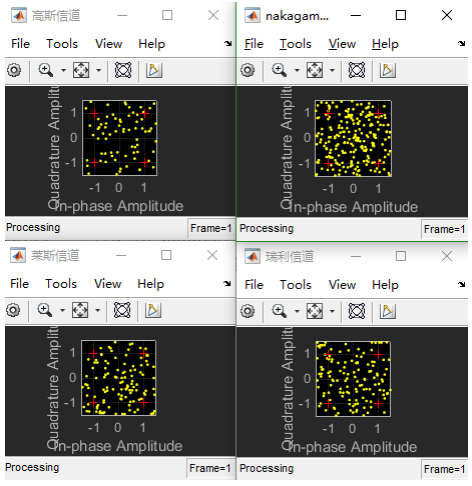 高斯信道
File Tools View Help
Quadrature Amplitu
1
0
-1
-1 0 1
In-phase Amplitude
Processing Frame=1
nakagam...
File Tools View Help
Quadrature Amplitu
1
0
-1
-1 0 1
In-phase Amplitude
Processing Frame=1
莱斯信道
File Tools View Help
Quadrature Amplitu
1
0
-1
-1 0 1
In-phase Amplitude
Processing Frame=1
瑞利信道
File Tools View Help
Quadrature Amplitu
1
0
-1
-1 0 1
In-phase Amplitude
Processing Frame=1